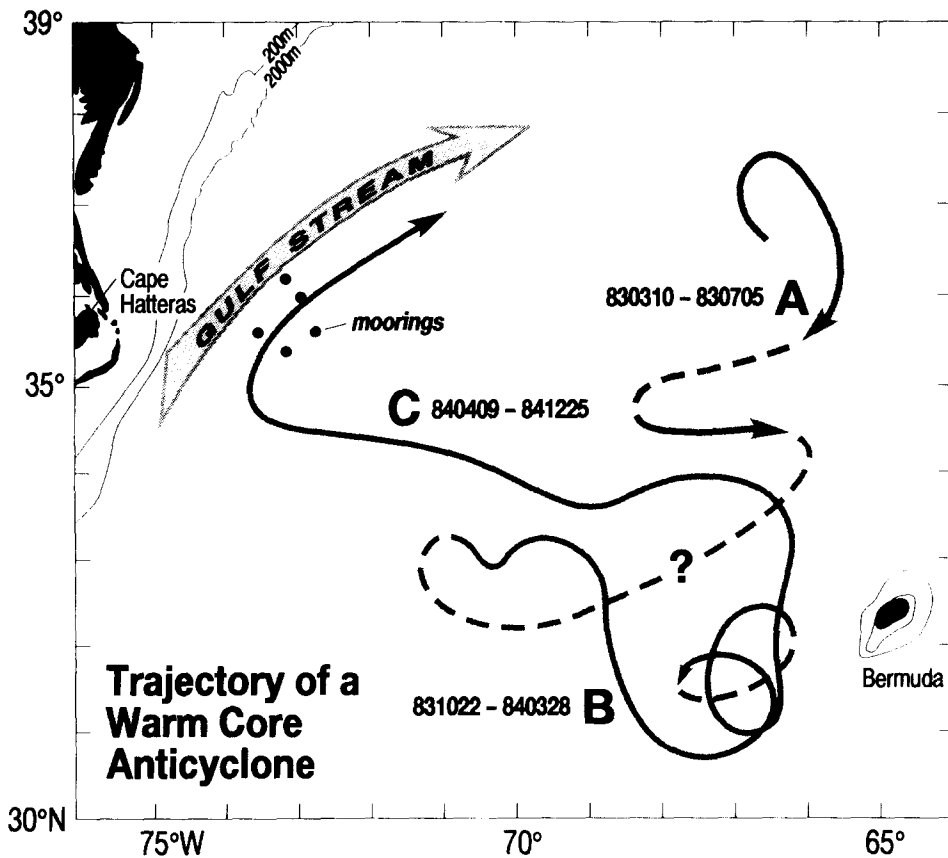 39°
200m
2000m
GULF STREAM
Cape
Hatteras
moorings
830310 – 830705 A
35°
C 840409 – 841225
?
Bermuda
831022 – 840328 B
Trajectory of a
Warm Core
Anticyclone
30°N
75°W
70°
65°